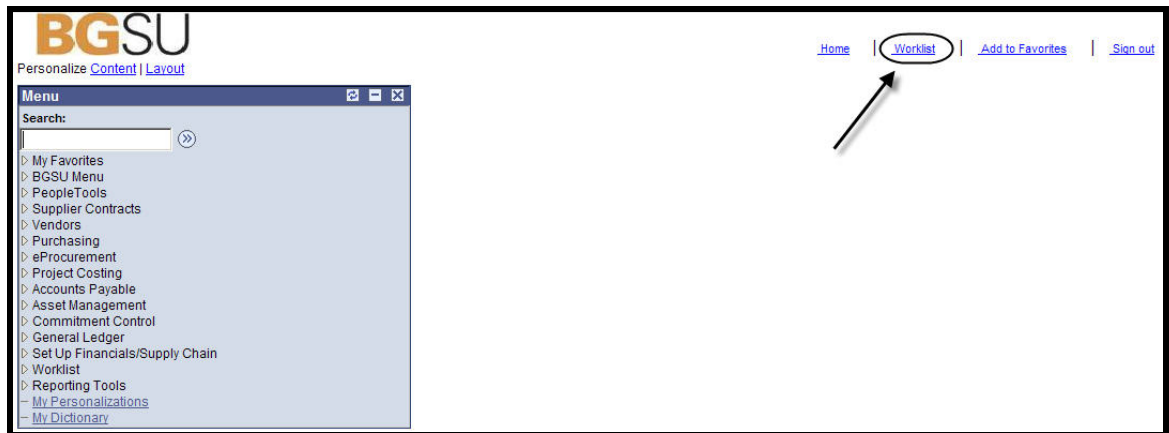 BGSU
Home | Worklist | Add to Favorites | Sign out
Personalize Content | Layout
Menu
Search:
My Favorites
BGSU Menu
PeopleTools
Supplier Contracts
Vendors
Purchasing
eProcurement
Project Costing
Accounts Payable
Asset Management
Commitment Control
General Ledger
Set Up Financials/Supply Chain
Worklist
Reporting Tools
My Personalizations
My Dictionary